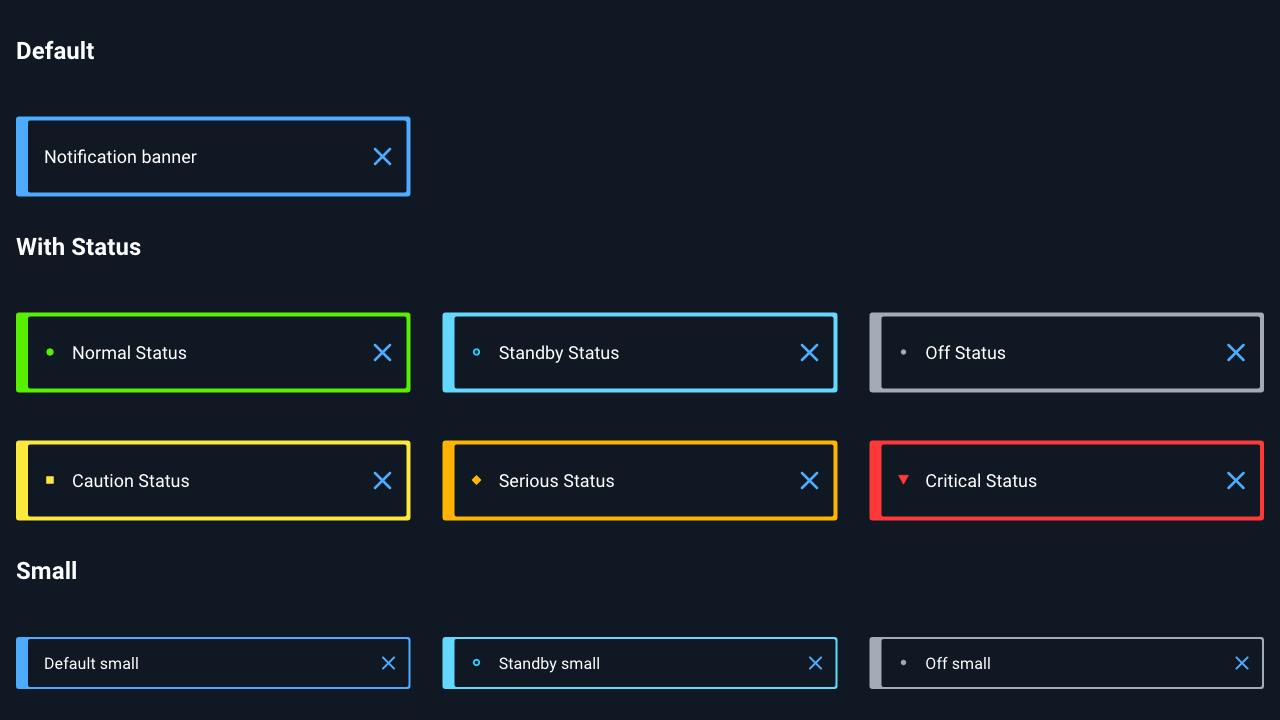 Default
Notification banner
With Status
Normal Status
Standby Status
Off Status
Caution Status
Serious Status
Critical Status
Small
Default small
Standby small
Off small